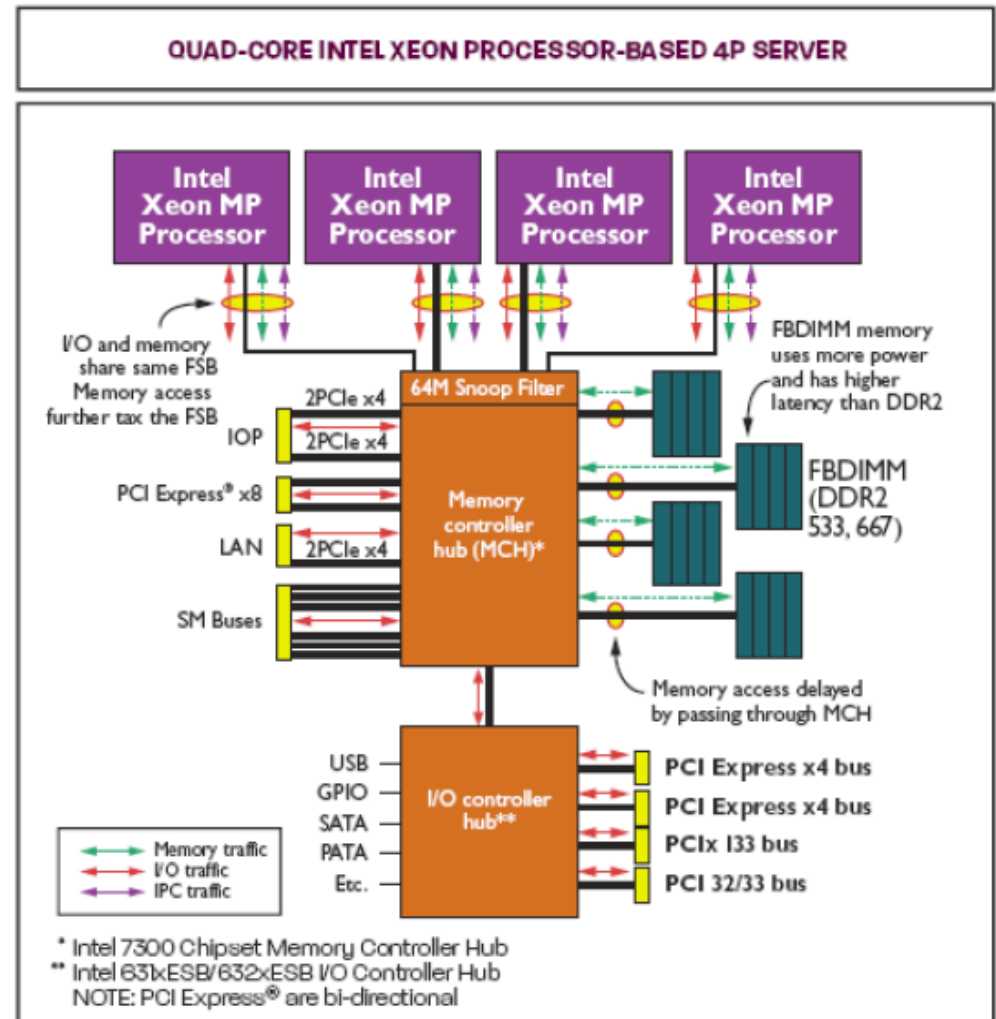 QUAD-CORE INTEL XEON PROCESSOR-BASED 4P SERVER
Intel
Xeon MP
Processor
Intel
Xeon MP
Processor
Intel
Xeon MP
Processor
Intel
Xeon MP
Processor
I/O and memory
share same FSB
Memory access
further tax the FSB
FBDIMM memory
uses more power
and has higher
latency than DDR2
64M Snoop Filter
2PCIe x4
IOP
2PCIe x4
PCI Express® x8
LAN
2PCIe x4
SM Buses
Memory
controller
hub (MCH)*
FBDIMM
(DDR2
533, 667)
Memory access delayed
by passing through MCH
USB
GPIO
SATA
PATA
Etc.
I/O controller
hub**
PCI Express x4 bus
PCI Express x4 bus
PCIx 133 bus
PCI 32/33 bus
Memory traffic
I/O traffic
IPC traffic
* Intel 7300 Chipset Memory Controller Hub
** Intel 631xESB/632xESB I/O Controller Hub
NOTE: PCI Express® are bi-directional